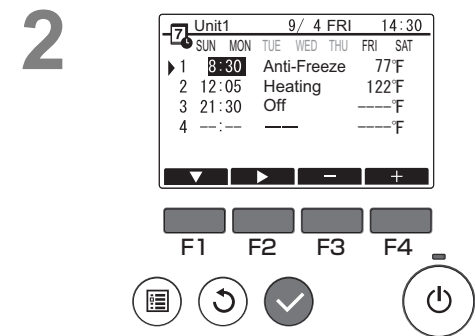 2
7 Unit1 9/ 4 FRI 14:30
SUN MON TUE WED THU FRI SAT
1 8:30 Anti-Freeze 77°F
2 12:05 Heating 122°F
3 21:30 Off ----°F
4 --:-- —— ----°F
− +
F1 F2 F3 F4